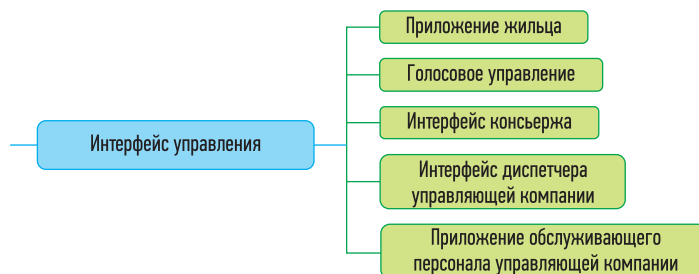 Приложение жильца
Голосовое управление
Интерфейс управления
Интерфейс консьержа
Интерфейс диспетчера
управляющей компании
Приложение обслуживающего
персонала управляющей компании